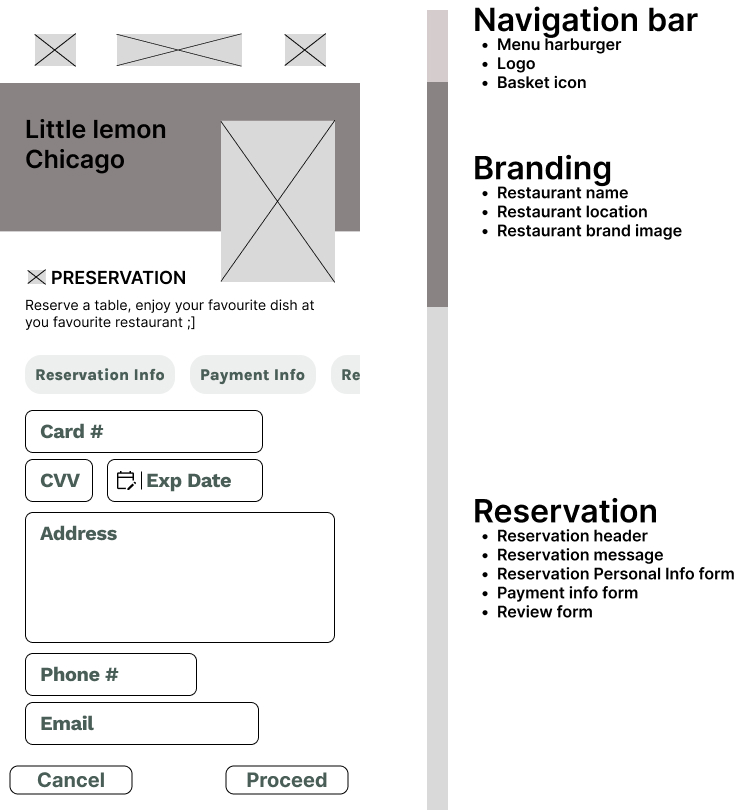 Little lemon
Chicago
PRESERVATION
Reserve a table, enjoy your favourite dish at
you favourite restaurant ;]
Reservation Info
Payment Info
Re
Card #
CVV
Exp Date
Address
Phone #
Email
Cancel
Proceed
Navigation bar
• Menu harburger
• Logo
• Basket icon
Branding
• Restaurant name
• Restaurant location
• Restaurant brand image
Reservation
• Reservation header
• Reservation message
• Reservation Personal Info form
• Payment info form
• Review form